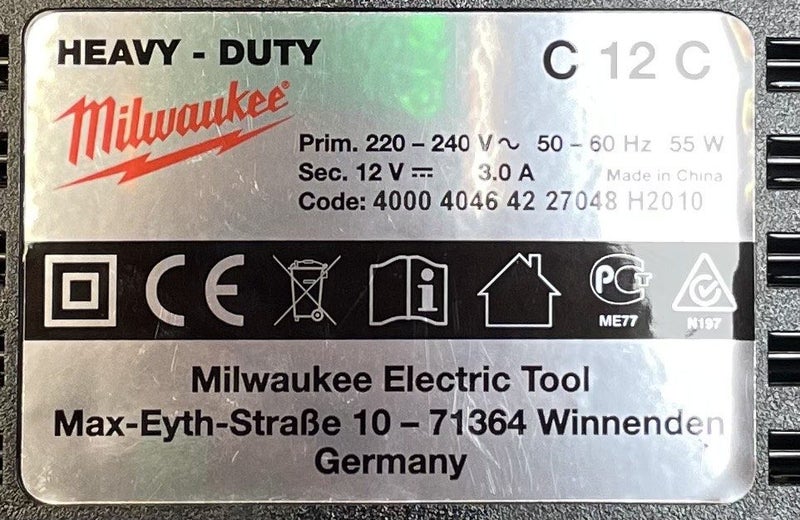 HEAVY - DUTY C 12 C
Milwaukee®
Prim. 220 – 240 V ~ 50 – 60 Hz 55 W
Sec. 12 V ⎓ 3.0 A Made in China
Code: 4000 4046 42 27048 H2010
CE i PCT ME77 N197
Milwaukee Electric Tool
Max-Eyth-Straße 10 – 71364 Winnenden
Germany